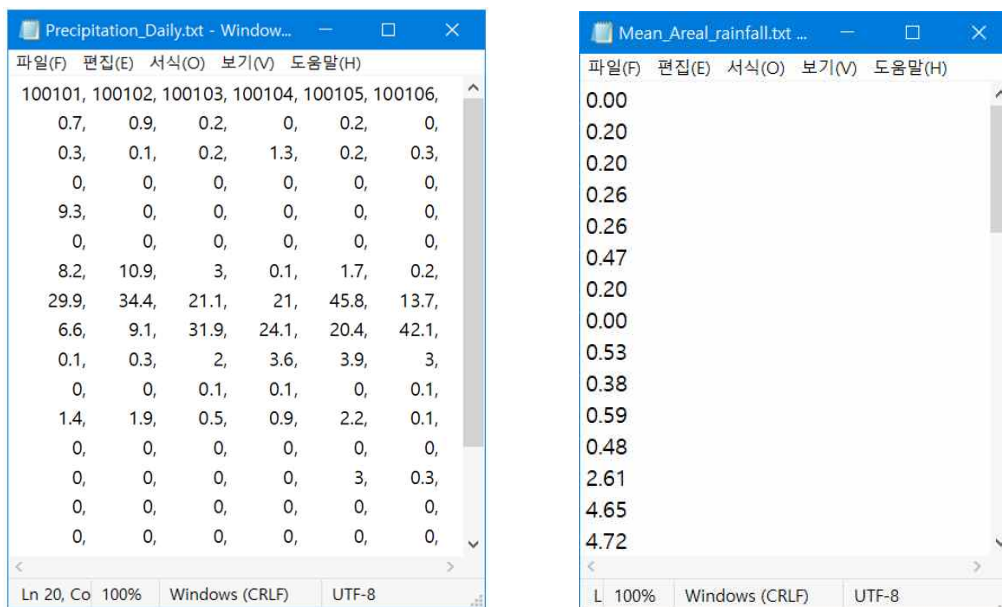 Precipitation_Daily.txt - Window...
파일(F) 편집(E) 서식(O) 보기(V) 도움말(H)
100101, 100102, 100103, 100104, 100105, 100106,
0.7, 0.9, 0.2, 0, 0.2, 0,
0.3, 0.1, 0.2, 1.3, 0.2, 0.3,
0, 0, 0, 0, 0, 0,
9.3, 0, 0, 0, 0, 0,
0, 0, 0, 0, 0, 0,
8.2, 10.9, 3, 0.1, 1.7, 0.2,
29.9, 34.4, 21.1, 21, 45.8, 13.7,
6.6, 9.1, 31.9, 24.1, 20.4, 42.1,
0.1, 0.3, 2, 3.6, 3.9, 3,
0, 0, 0.1, 0.1, 0, 0.1,
1.4, 1.9, 0.5, 0.9, 2.2, 0.1,
0, 0, 0, 0, 0, 0,
0, 0, 0, 0, 3, 0.3,
0, 0, 0, 0, 0, 0,
0, 0, 0, 0, 0, 0,
Ln 20, Co 100% Windows (CRLF) UTF-8
Mean_Areal_rainfall.txt ...
파일(F) 편집(E) 서식(O) 보기(V) 도움말(H)
0.00
0.20
0.20
0.26
0.26
0.47
0.20
0.00
0.53
0.38
0.59
0.48
2.61
4.65
4.72
L 100% Windows (CRLF) UTF-8